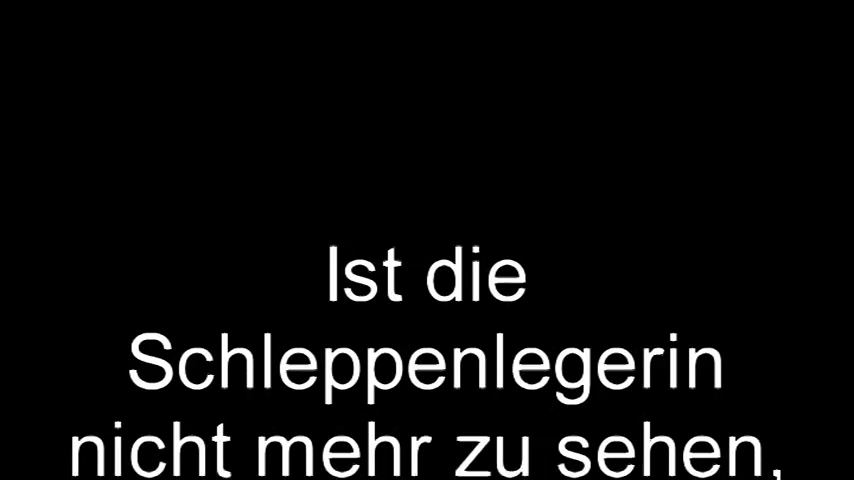 Ist die
Schleppenlegerin
nicht mehr zu sehen,